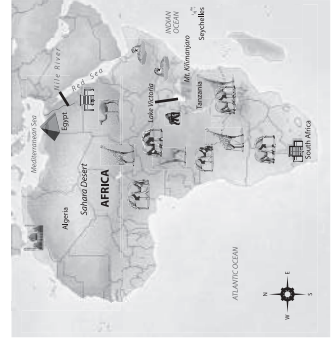 Mediterranean Sea
Nile River
Red Sea
Egypt
Algeria
Sahara Desert
AFRICA
INDIAN
OCEAN
Seychelles
Mt. Kilimanjaro
Lake Victoria
Tanzania
South Africa
ATLANTIC OCEAN
N
W
E
S